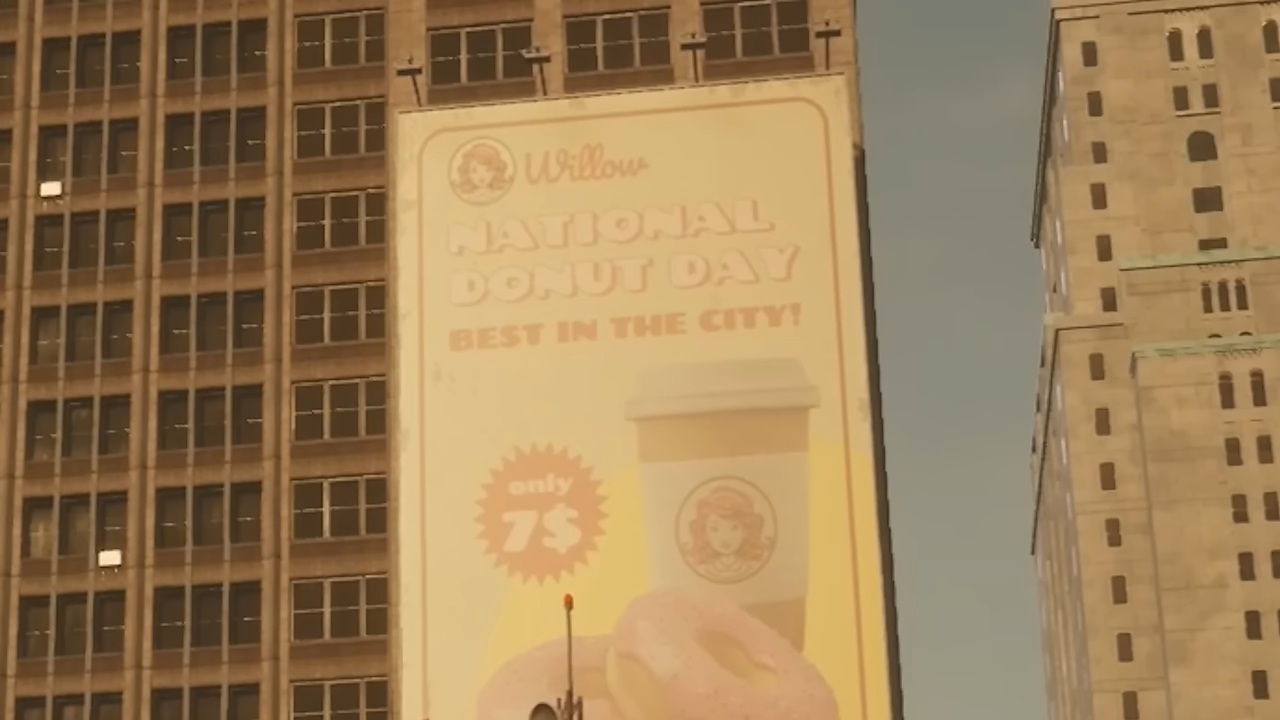 Willow
NATIONAL
DONUT DAY
BEST IN THE CITY!
only
7$